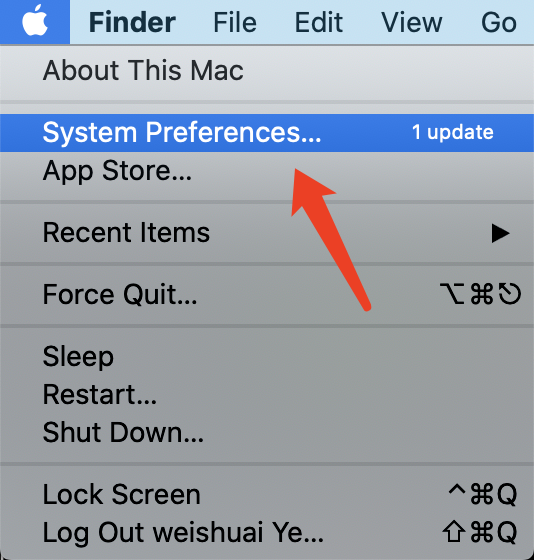 Finder File Edit View Go
About This Mac
System Preferences... 1 update
App Store...
Recent Items ▶
Force Quit... ⌥⌘⎋
Sleep
Restart...
Shut Down...
Lock Screen ^⌘Q
Log Out weishuai Ye... ⇧⌘Q